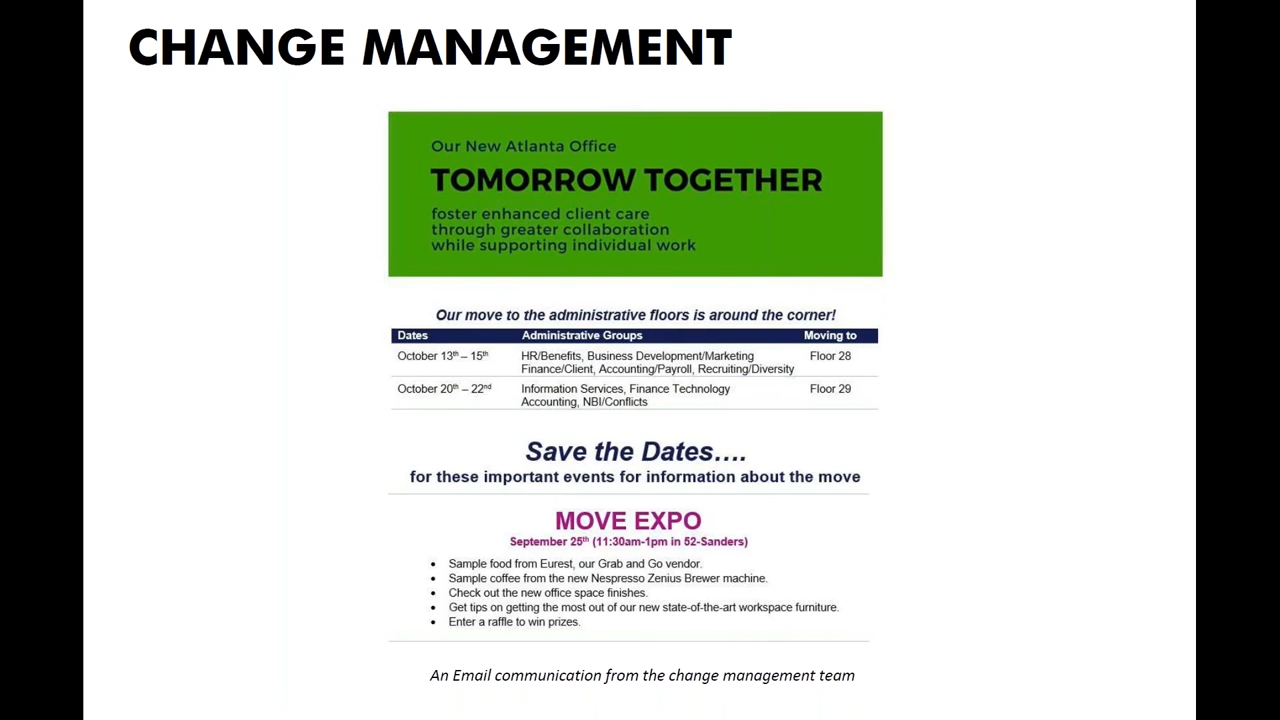 CHANGE MANAGEMENT
Our New Atlanta Office
TOMORROW TOGETHER
foster enhanced client care
through greater collaboration
while supporting individual work
Our move to the administrative floors is around the corner!
Dates Administrative Groups Moving to
October 13th – 15th HR/Benefits, Business Development/Marketing Floor 28
Finance/Client, Accounting/Payroll, Recruiting/Diversity
October 20th – 22nd Information Services, Finance Technology Floor 29
Accounting, NBI/Conflicts
Save the Dates….
for these important events for information about the move
MOVE EXPO
September 25th (11:30am-1pm in 52-Sanders)
• Sample food from Eurest, our Grab and Go vendor.
• Sample coffee from the new Nespresso Zenius Brewer machine.
• Check out the new office space finishes.
• Get tips on getting the most out of our new state-of-the-art workspace furniture.
• Enter a raffle to win prizes.
An Email communication from the change management team